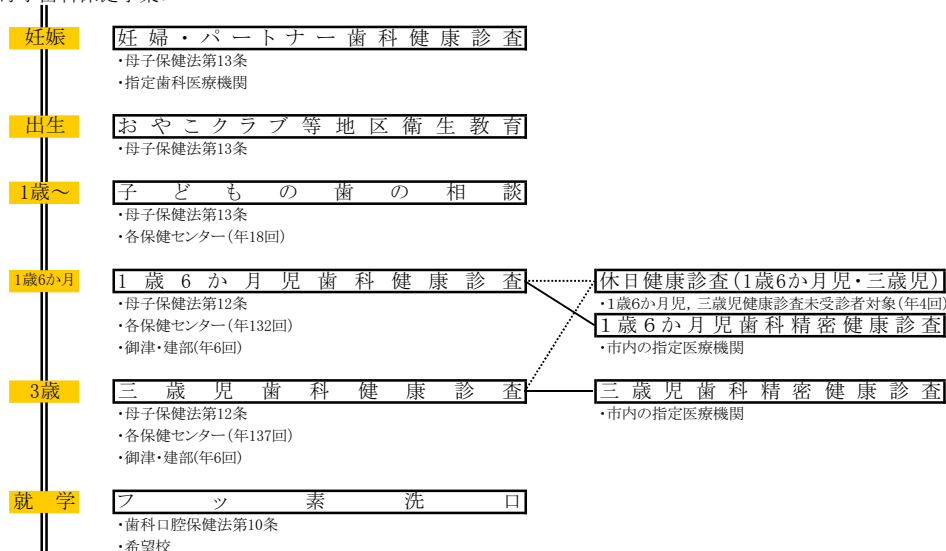 妊娠
妊婦・パートナー歯科健康診査
・母子保健法第13条
・指定歯科医療機関
出生
おやこクラブ等地区衛生教育
・母子保健法第13条
1歳～
子どもの歯の相談
・母子保健法第13条
・各保健センター(年18回)
1歳6か月
1歳6か月児歯科健康診査
・母子保健法第12条
・各保健センター(年132回)
・御津・建部(年6回)
休日健康診査(1歳6か月児・三歳児)
・1歳6か月児，三歳児健康診査未受診者対象(年4回)
1歳6か月児歯科精密健康診査
・市内の指定医療機関
3歳
三歳児歯科健康診査
・母子保健法第12条
・各保健センター(年137回)
・御津・建部(年6回)
三歳児歯科精密健康診査
・市内の指定医療機関
就学
フッ素洗口
・歯科口腔保健法第10条
・希望校